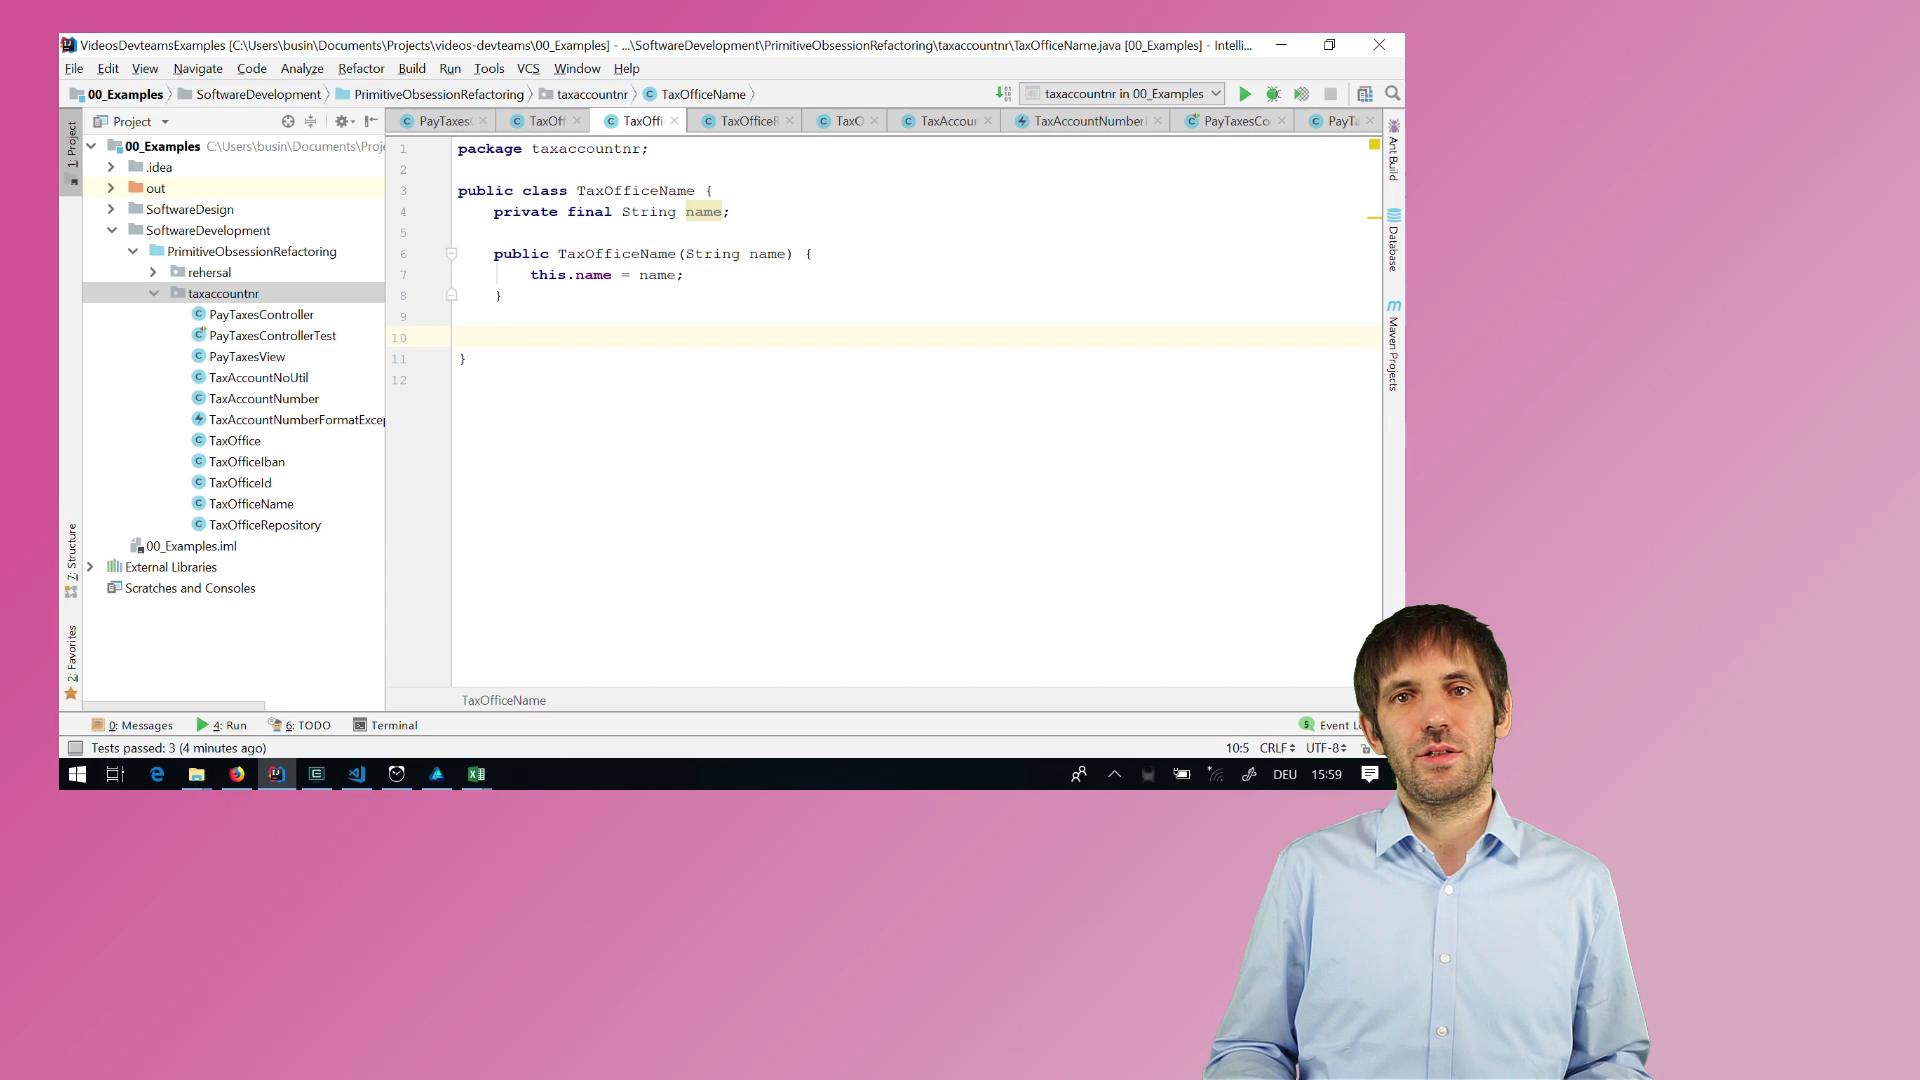 VideosDevteamsExamples [C:\Users\busin\Documents\Projects\videos-devteams\00_Examples] - ...\SoftwareDevelopment\PrimitiveObsessionRefactoring\taxaccountnr\TaxOfficeName.java [00_Examples] - Intelli...
File Edit View Navigate Code Analyze Refactor Build Run Tools VCS Window Help
00_Examples SoftwareDevelopment PrimitiveObsessionRefactoring taxaccountnr TaxOfficeName
taxaccountnr in 00_Examples
Project
PayTaxes TaxOff TaxOffi TaxOffice TaxO TaxAccou TaxAccountNumber PayTaxesCo PayT
1: Project
7: Structure
2: Favorites
00_Examples C:\Users\busin\Documents\Proj
.idea
out
SoftwareDesign
SoftwareDevelopment
PrimitiveObsessionRefactoring
rehersal
taxaccountnr
PayTaxesController
PayTaxesControllerTest
PayTaxesView
TaxAccountNoUtil
TaxAccountNumber
TaxAccountNumberFormatExce
TaxOffice
TaxOfficeIban
TaxOfficeId
TaxOfficeName
TaxOfficeRepository
00_Examples.iml
External Libraries
Scratches and Consoles
1 package taxaccountnr;
2
3 public class TaxOfficeName {
4 private final String name;
5
6 public TaxOfficeName(String name) {
7 this.name = name;
8 }
9
10
11 }
12
Ant Build
Database
m Maven Projects
TaxOfficeName
0: Messages 4: Run 6: TODO Terminal
5 Event L
Tests passed: 3 (4 minutes ago)
10:5 CRLF UTF-8
DEU 15:59